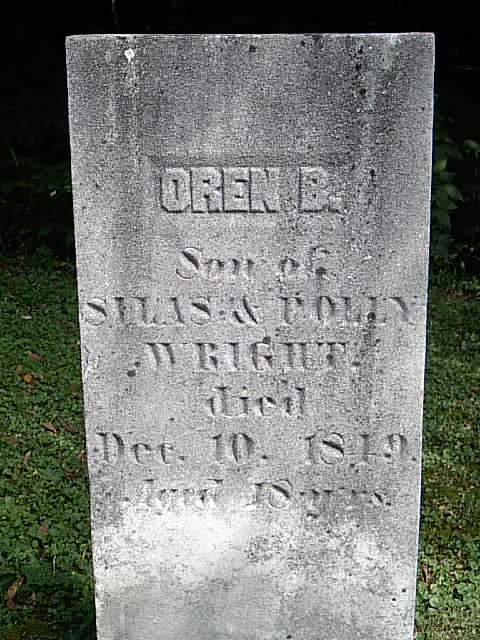 OREN B.
Son of
SILAS & POLLY
WRIGHT.
died
Dec. 10. 1849.
Aged 18 yrs.